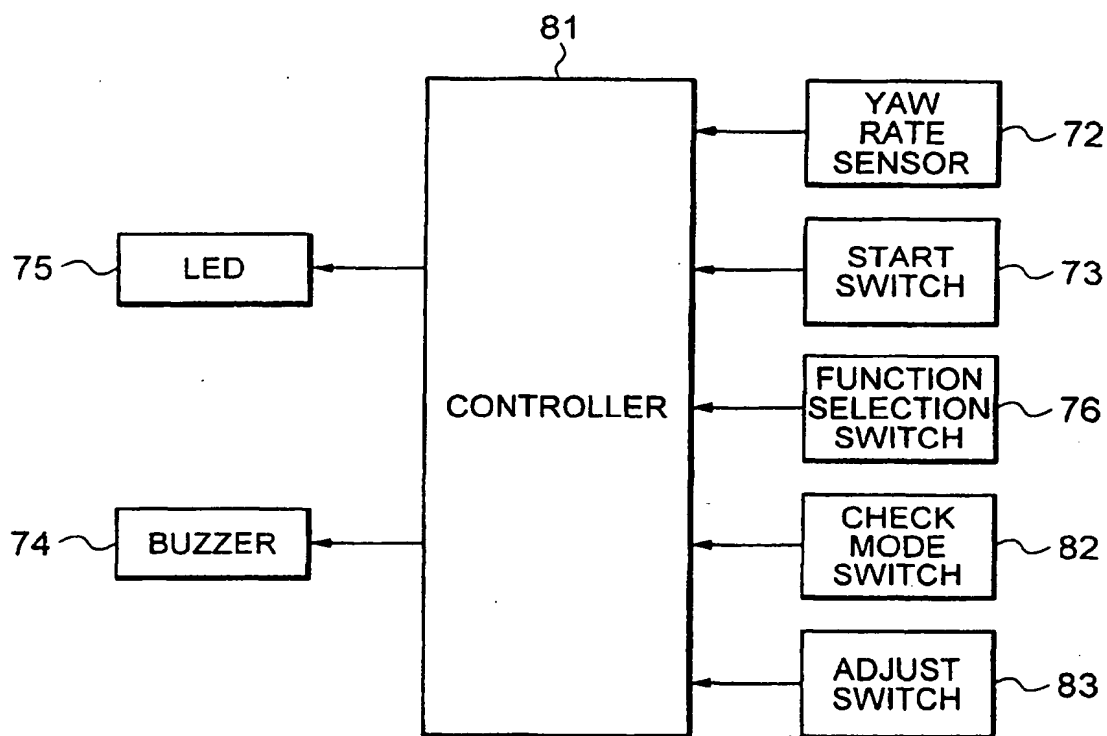 81
YAW
RATE
SENSOR
72
75
LED
START
SWITCH
73
CONTROLLER
FUNCTION
SELECTION
SWITCH
76
74
BUZZER
CHECK
MODE
SWITCH
82
ADJUST
SWITCH
83